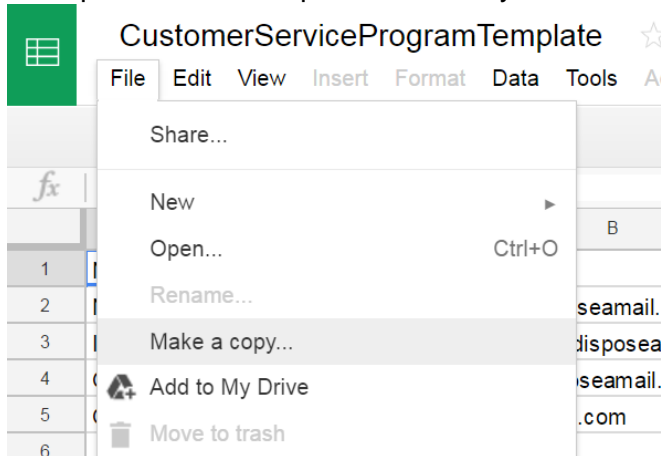 CustomerServiceProgramTemplate
File Edit View Insert Format Data Tools
Share...
fx
New
B
Open... Ctrl+O
1
Rename...
2 seamail.
3 Make a copy... disposea
4 Add to My Drive seamail.
5 .com
Move to trash
6